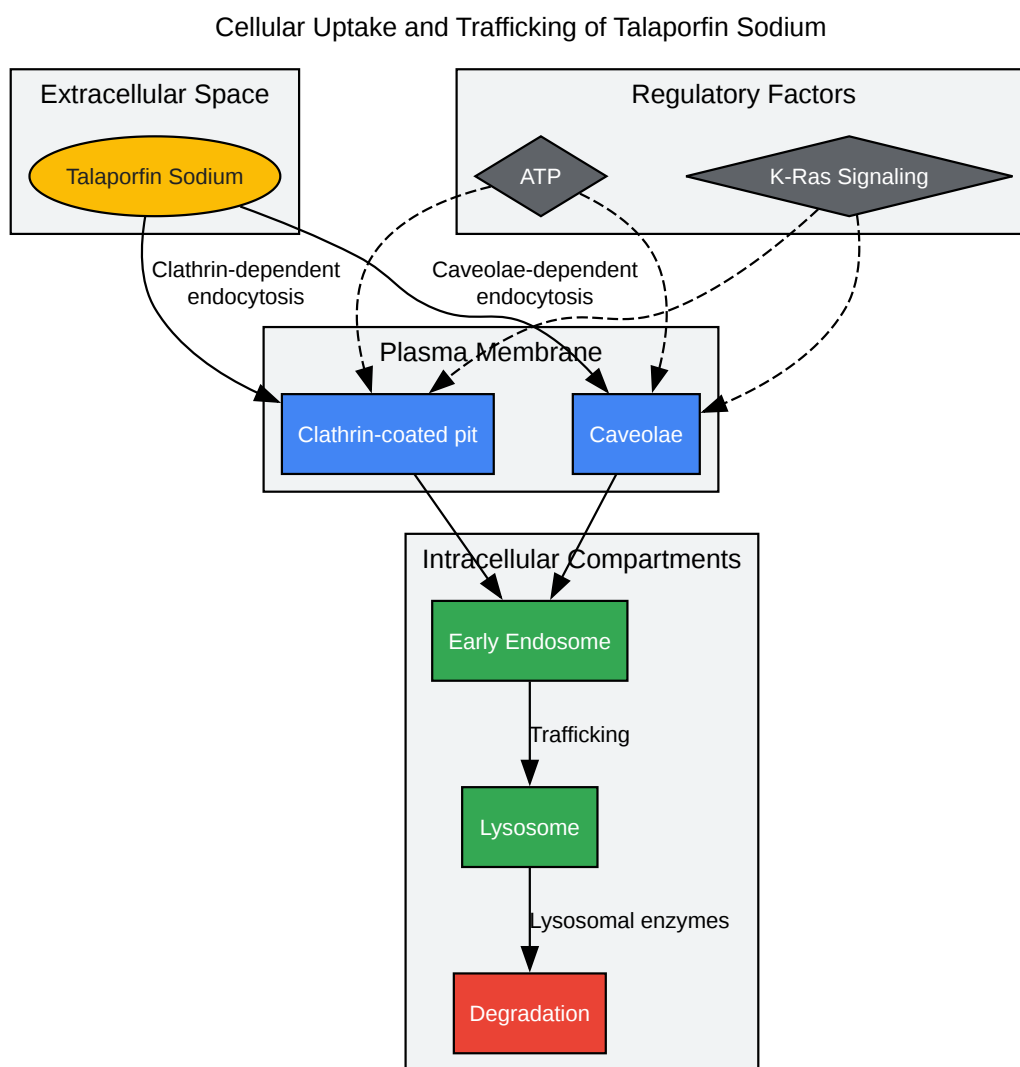 Cellular Uptake and Trafficking of Talaporfin Sodium
Extracellular Space
Regulatory Factors
Talaporfin Sodium
ATP
K-Ras Signaling
Clathrin-dependent
endocytosis
Caveolae-dependent
endocytosis
Plasma Membrane
Clathrin-coated pit
Caveolae
Intracellular Compartments
Early Endosome
Trafficking
Lysosome
Lysosomal enzymes
Degradation